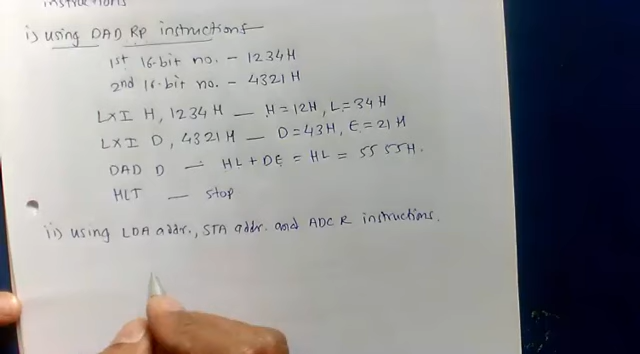 instructions
i) using DAD Rp instructions
1st 16-bit no. - 1234H
2nd 16-bit no. - 4321H
LXI H, 1234H — H=12H, L=34H
LXI D, 4321H — D=43H, E=21H
DAD D — HL+DE = HL = 5555H.
HLT — stop
ii) using LDA addr., STA addr. and ADC R instructions.